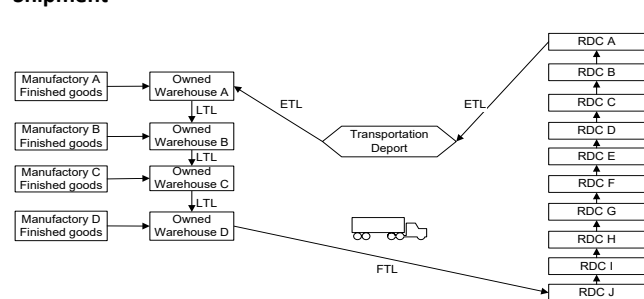 Shipment
RDC A
RDC B
RDC C
RDC D
RDC E
RDC F
RDC G
RDC H
RDC I
RDC J
Manufactory A
Finished goods
Owned
Warehouse A
ETL
ETL
LTL
Transportation
Deport
Manufactory B
Finished goods
Owned
Warehouse B
LTL
Manufactory C
Finished goods
Owned
Warehouse C
LTL
Manufactory D
Finished goods
Owned
Warehouse D
FTL